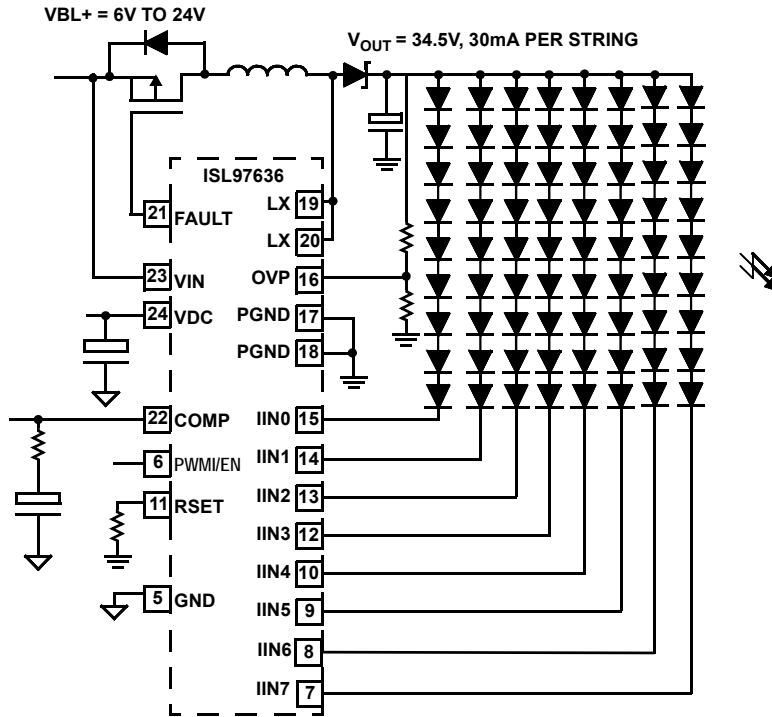 VBL+ = 6V TO 24V
VOUT = 34.5V, 30mA PER STRING
ISL97636
21 FAULT
LX 19
LX 20
23 VIN
OVP 16
24 VDC
PGND 17
PGND 18
22 COMP
IIN0 15
6 PWMI/EN
IIN1 14
11 RSET
IIN2 13
IIN3 12
IIN4 10
5 GND
IIN5 9
IIN6 8
IIN7 7